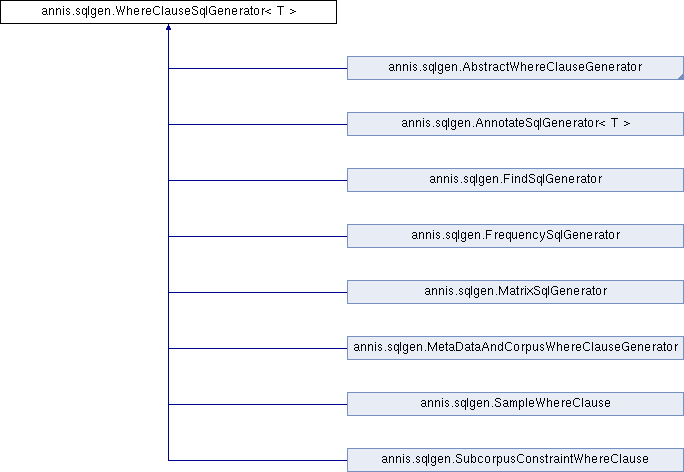 annis.sqlgen.WhereClauseSqlGenerator< T >
annis.sqlgen.AbstractWhereClauseGenerator
annis.sqlgen.AnnotateSqlGenerator< T >
annis.sqlgen.FindSqlGenerator
annis.sqlgen.FrequencySqlGenerator
annis.sqlgen.MatrixSqlGenerator
annis.sqlgen.MetaDataAndCorpusWhereClauseGenerator
annis.sqlgen.SampleWhereClause
annis.sqlgen.SubcorpusConstraintWhereClause